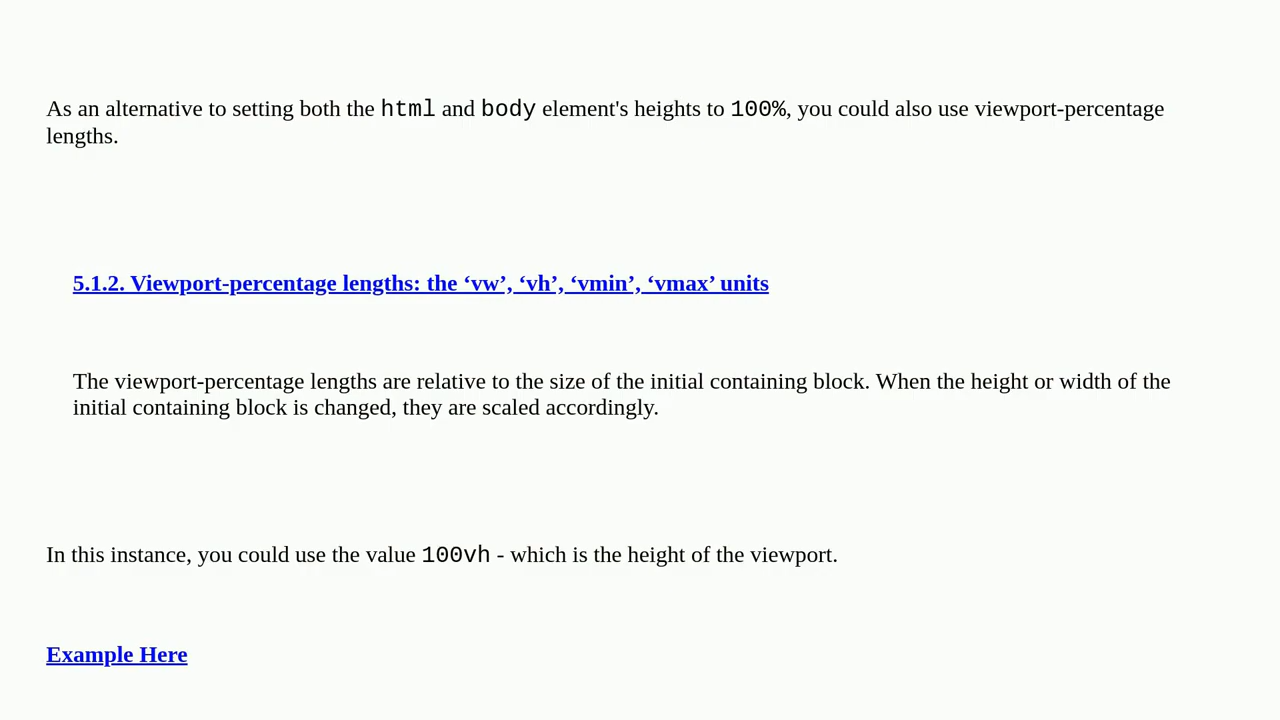 As an alternative to setting both the html and body element's heights to 100%, you could also use viewport-percentage
lengths.
5.1.2. Viewport-percentage lengths: the ‘vw’, ‘vh’, ‘vmin’, ‘vmax’ units
The viewport-percentage lengths are relative to the size of the initial containing block. When the height or width of the
initial containing block is changed, they are scaled accordingly.
In this instance, you could use the value 100vh - which is the height of the viewport.
Example Here